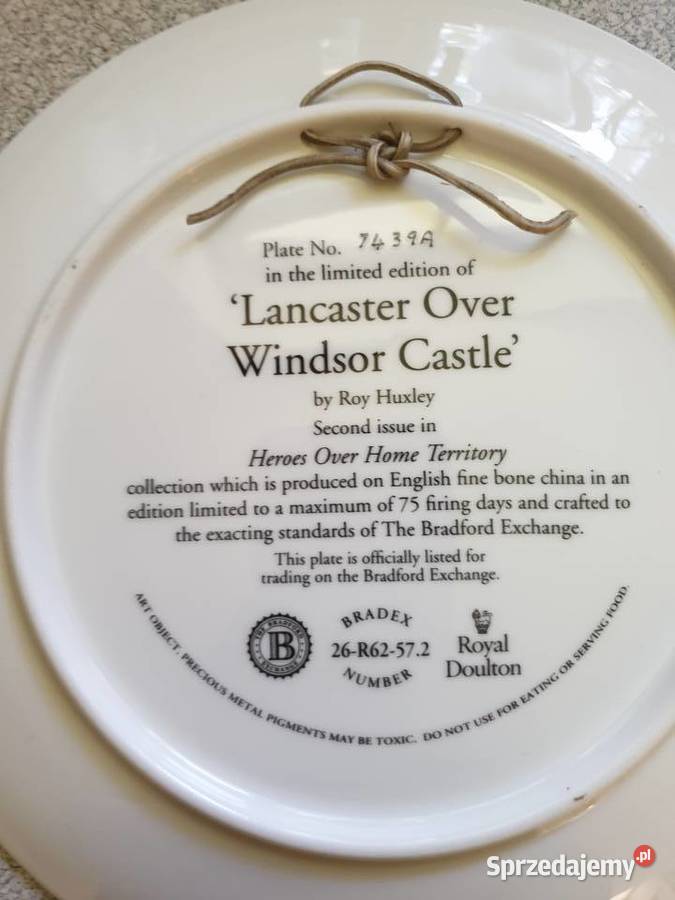 Plate No. 7439A
in the limited edition of
‘Lancaster Over
Windsor Castle’
by Roy Huxley
Second issue in
Heroes Over Home Territory
collection which is produced on English fine bone china in an
edition limited to a maximum of 75 firing days and crafted to
the exacting standards of The Bradford Exchange.
This plate is officially listed for
trading on the Bradford Exchange.
THE BRADFORD
B
EXCHANGE
BRADEX
26-R62-57.2
NUMBER
Royal
Doulton
ART OBJECT. PRECIOUS METAL PIGMENTS MAY BE TOXIC. DO NOT USE FOR EATING OR SERVING FOOD.
Sprzedajemy.pl